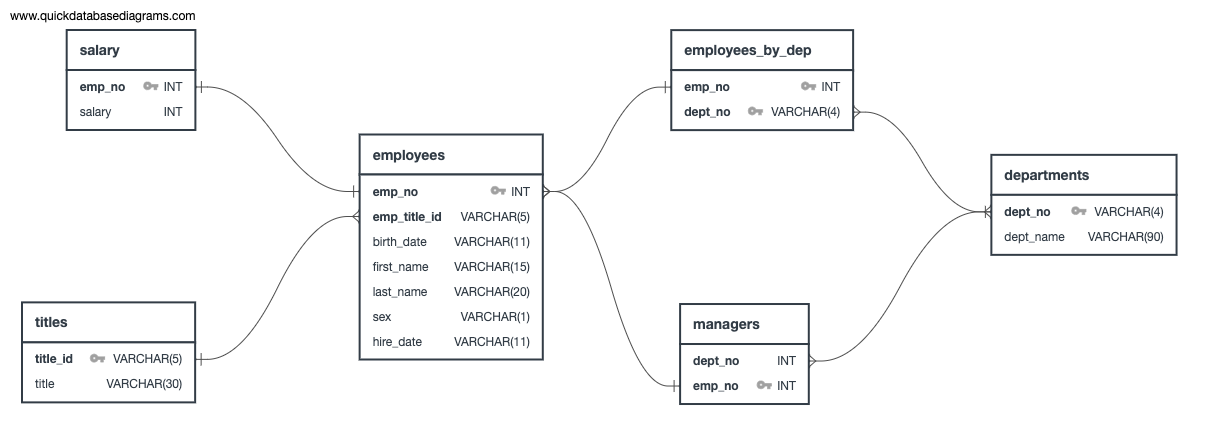 www.quickdatabasediagrams.com
salary
emp_no INT
salary INT
employees
emp_no INT
emp_title_id VARCHAR(5)
birth_date VARCHAR(11)
first_name VARCHAR(15)
last_name VARCHAR(20)
sex VARCHAR(1)
hire_date VARCHAR(11)
titles
title_id VARCHAR(5)
title VARCHAR(30)
employees_by_dep
emp_no INT
dept_no VARCHAR(4)
managers
dept_no INT
emp_no INT
departments
dept_no VARCHAR(4)
dept_name VARCHAR(90)